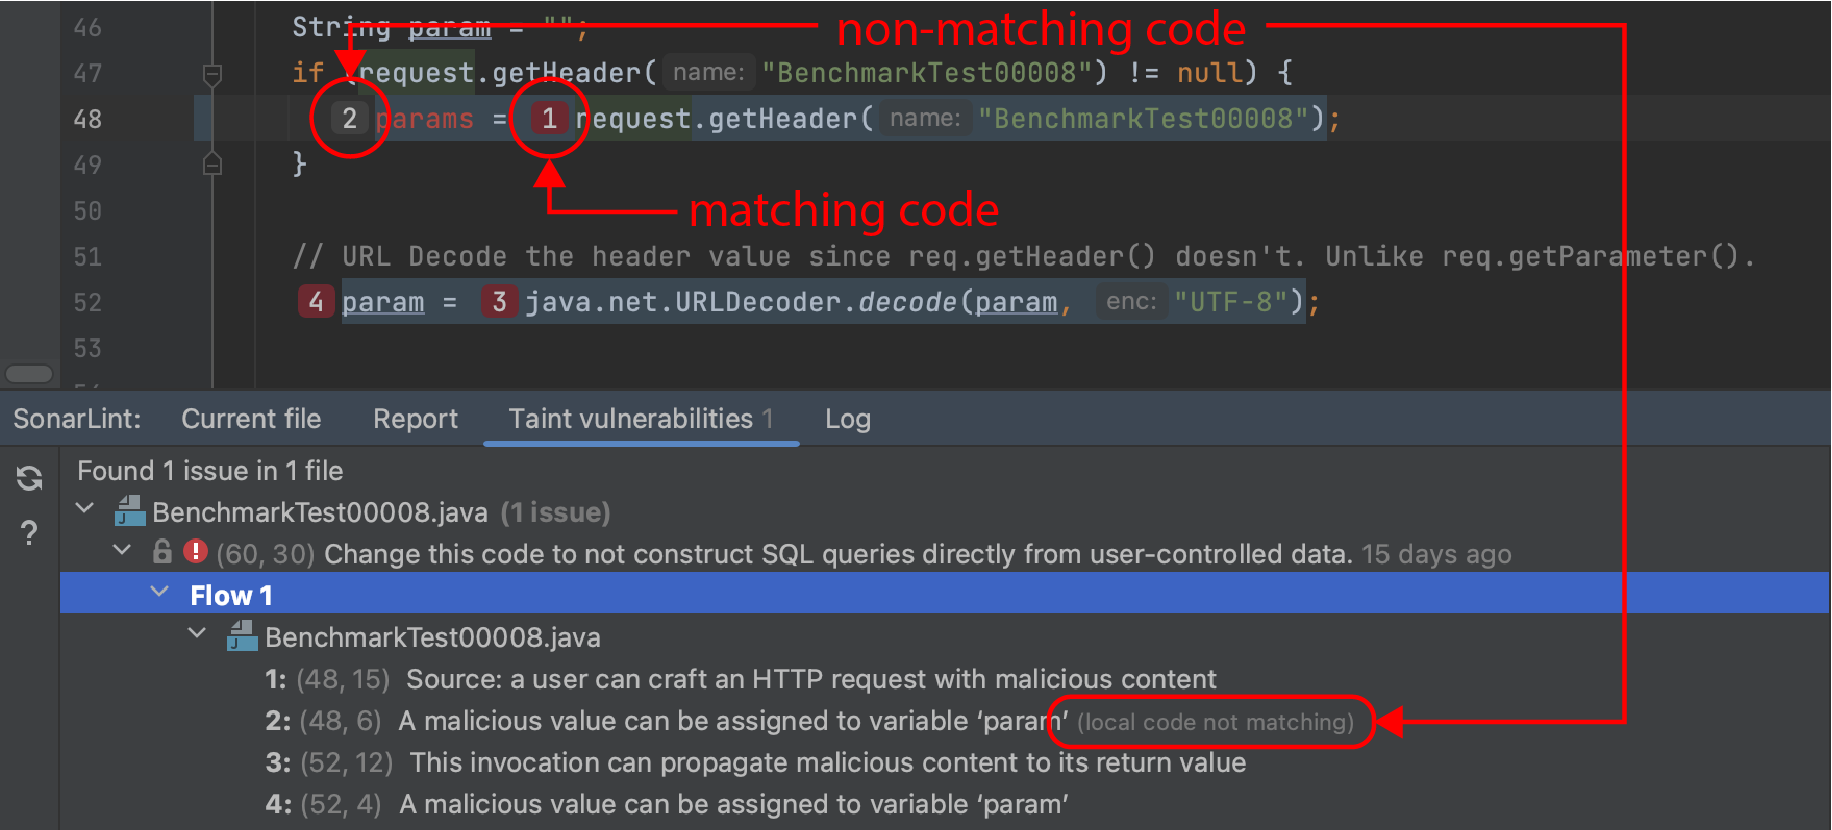 46 String param = "";
non-matching code
47 if (request.getHeader( name: "BenchmarkTest00008") != null) {
48 2 params = 1 request.getHeader( name: "BenchmarkTest00008");
49 }
matching code
50
51 // URL Decode the header value since req.getHeader() doesn't. Unlike req.getParameter().
52 4 param = 3 java.net.URLDecoder.decode(param, enc: "UTF-8");
53
SonarLint: Current file Report Taint vulnerabilities 1 Log
Found 1 issue in 1 file
BenchmarkTest00008.java (1 issue)
(60, 30) Change this code to not construct SQL queries directly from user-controlled data. 15 days ago
Flow 1
BenchmarkTest00008.java
1: (48, 15) Source: a user can craft an HTTP request with malicious content
2: (48, 6) A malicious value can be assigned to variable ‘param’ (local code not matching)
3: (52, 12) This invocation can propagate malicious content to its return value
4: (52, 4) A malicious value can be assigned to variable ‘param’